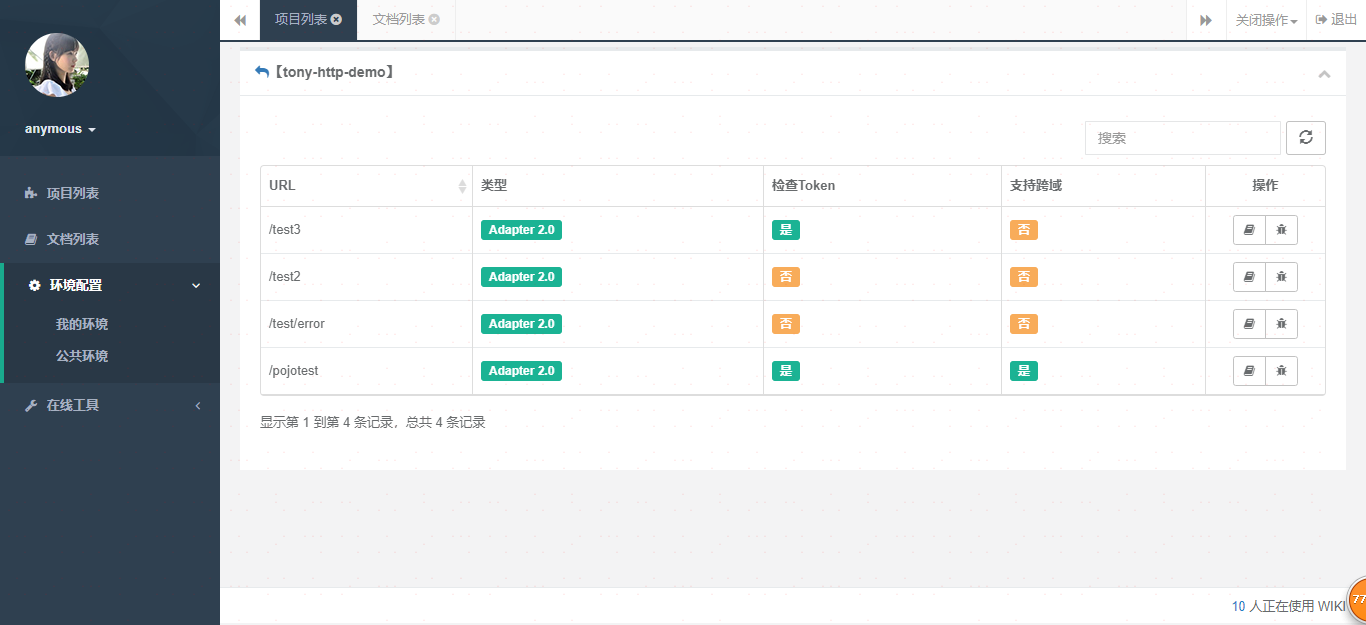 项目列表 文档列表 关闭操作 退出
anymous
项目列表
文档列表
环境配置
我的环境
公共环境
在线工具
【tony-http-demo】
搜索
URL 类型 检查Token 支持跨域 操作
/test3 Adapter 2.0 是 否
/test2 Adapter 2.0 否 否
/test/error Adapter 2.0 否 否
/pojotest Adapter 2.0 是 是
显示第 1 到第 4 条记录，总共 4 条记录
10 人正在使用 WIKI
77